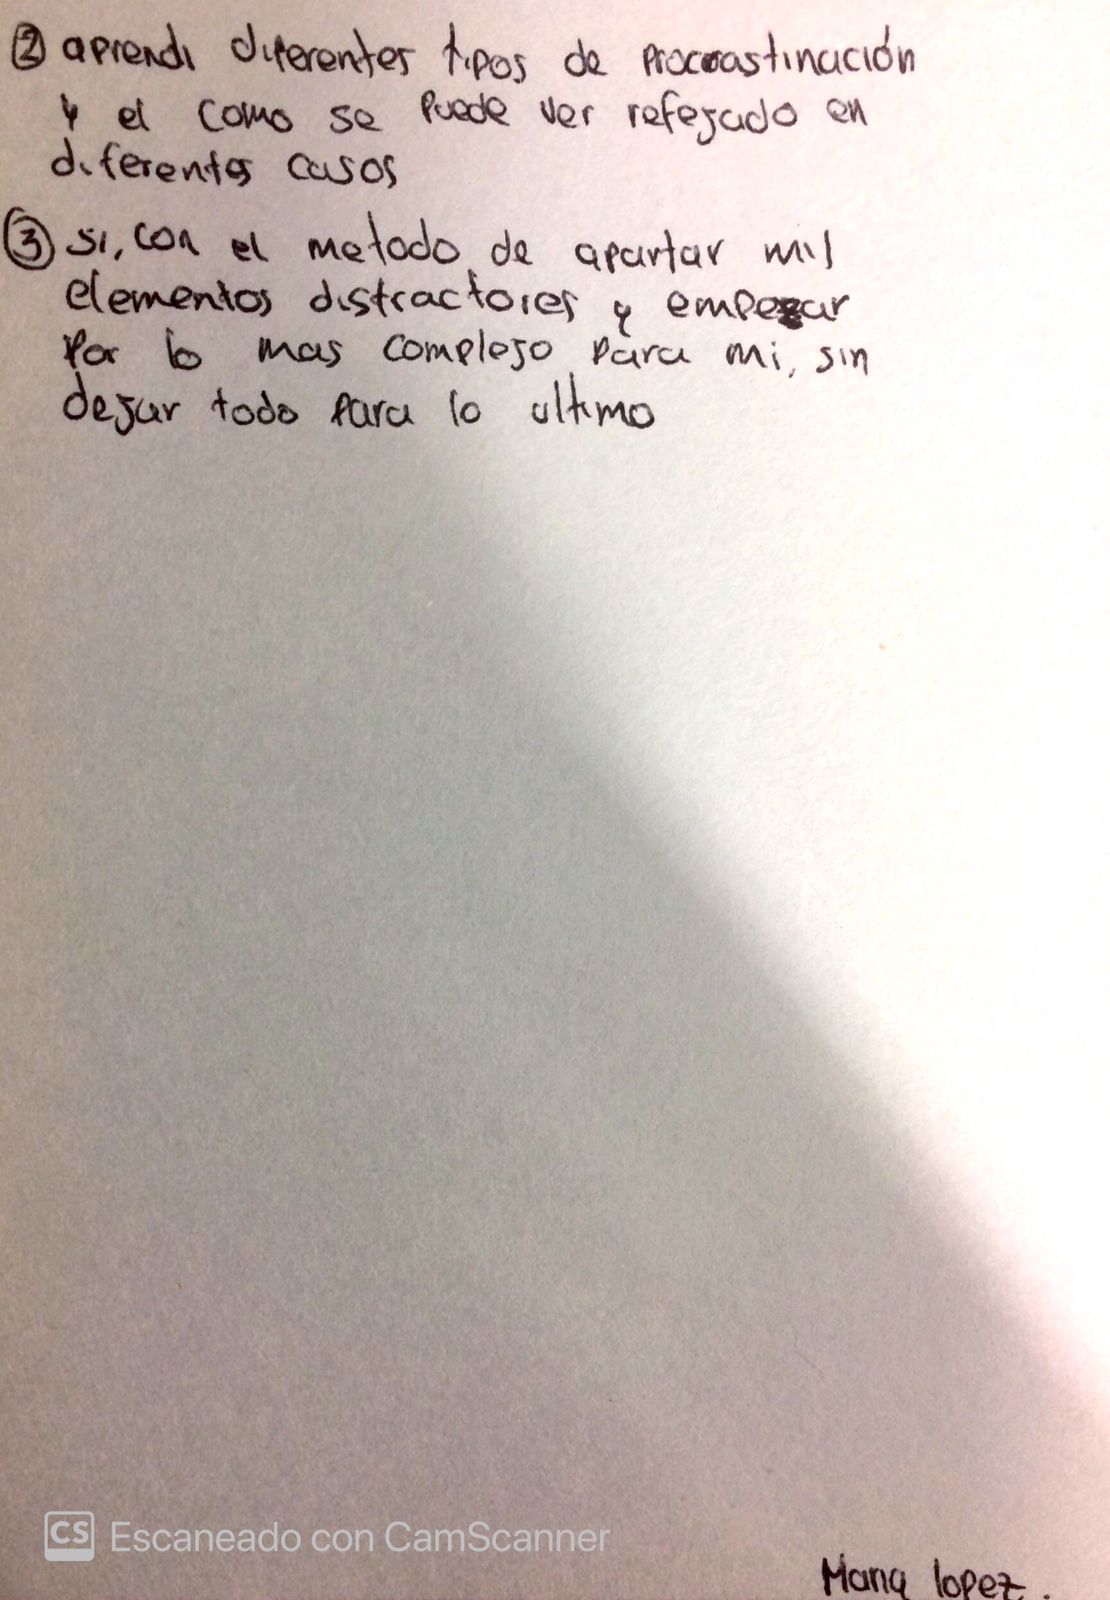 ② aprendi diferentes tipos de procrastinación
y el como se puede ver refejado en
diferentes casos
③ si, con el metodo de apartar mis
elementos distractores y empezar
por lo mas complejo para mi, sin
dejar todo para lo ultimo
CS Escaneado con CamScanner
Maria lopez.